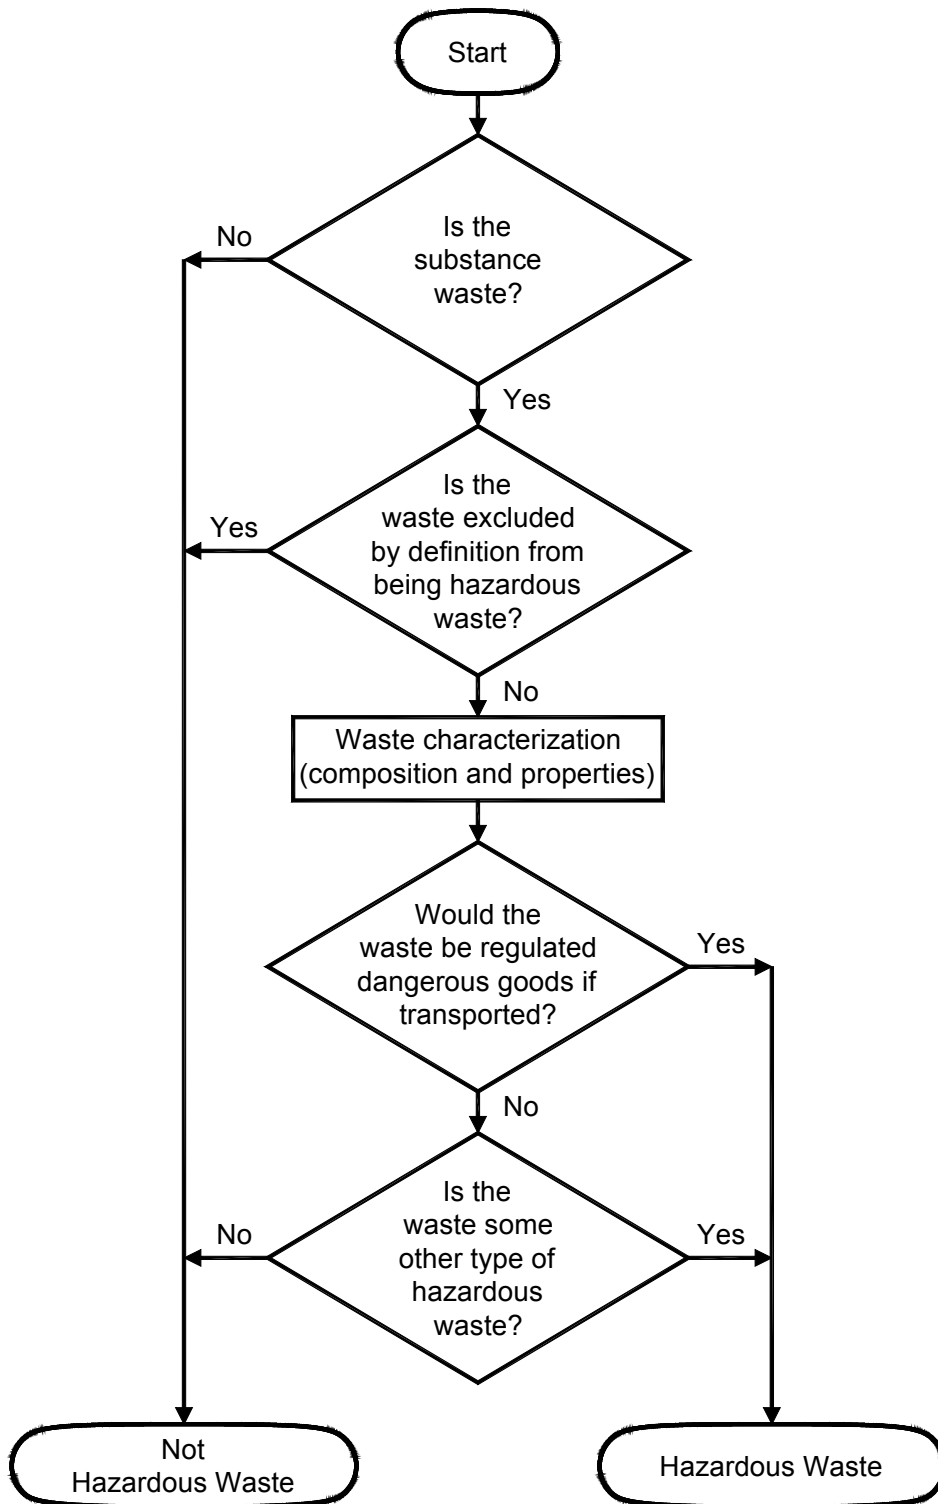 Start
Is the
substance
waste?
No
Yes
Is the
waste excluded
by definition from
being hazardous
waste?
Yes
No
Waste characterization
(composition and properties)
Would the
waste be regulated
dangerous goods if
transported?
Yes
No
Is the
waste some
other type of
hazardous
waste?
No
Yes
Not
Hazardous Waste
Hazardous Waste